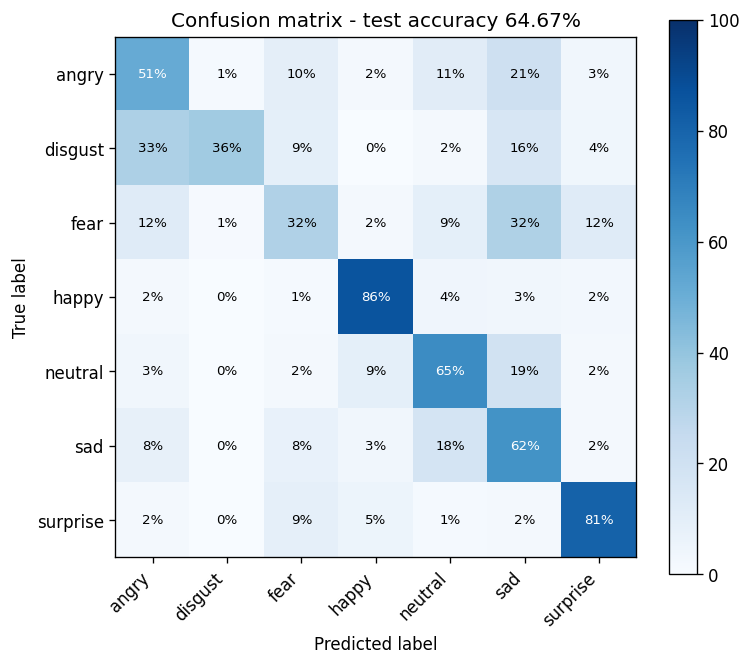 Confusion matrix - test accuracy 64.67%
True label
angry 51% 1% 10% 2% 11% 21% 3%
disgust 33% 36% 9% 0% 2% 16% 4%
fear 12% 1% 32% 2% 9% 32% 12%
happy 2% 0% 1% 86% 4% 3% 2%
neutral 3% 0% 2% 9% 65% 19% 2%
sad 8% 0% 8% 3% 18% 62% 2%
surprise 2% 0% 9% 5% 1% 2% 81%
angry disgust fear happy neutral sad surprise
Predicted label
100
80
60
40
20
0